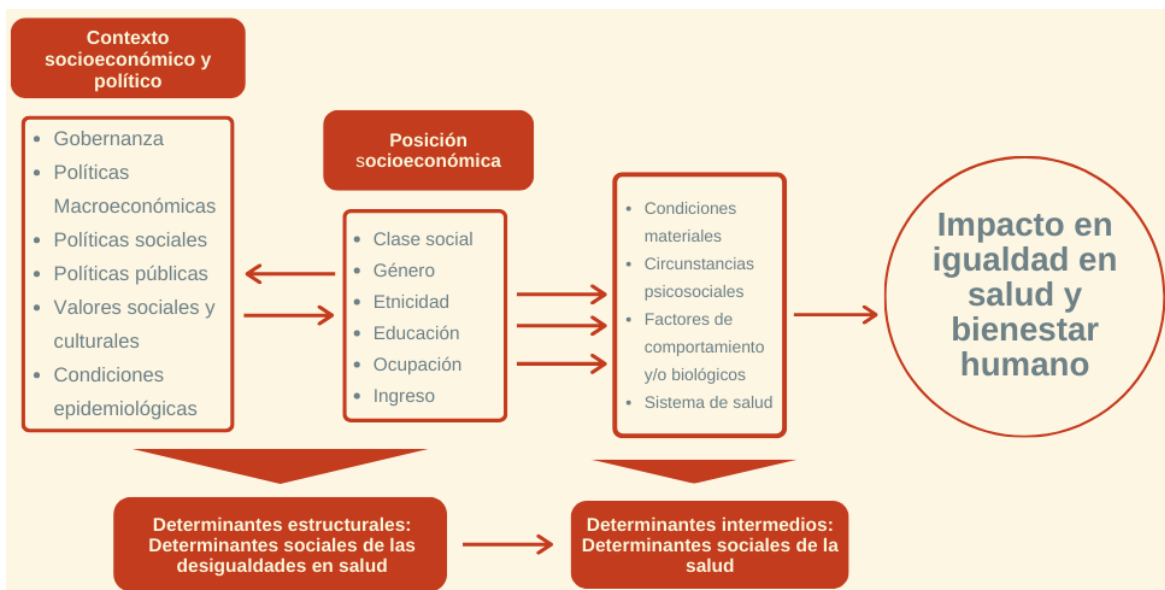 Contexto
socioeconómico y
político
• Gobernanza
• Políticas
Macroeconómicas
• Políticas sociales
• Políticas públicas
• Valores sociales y
culturales
• Condiciones
epidemiológicas
Posición
socioeconómica
• Clase social
• Género
• Etnicidad
• Educación
• Ocupación
• Ingreso
• Condiciones
materiales
• Circunstancias
psicosociales
• Factores de
comportamiento
y/o biológicos
• Sistema de salud
Impacto en
igualdad en
salud y
bienestar
humano
Determinantes estructurales:
Determinantes sociales de las
desigualdades en salud
Determinantes intermedios:
Determinantes sociales de la
salud